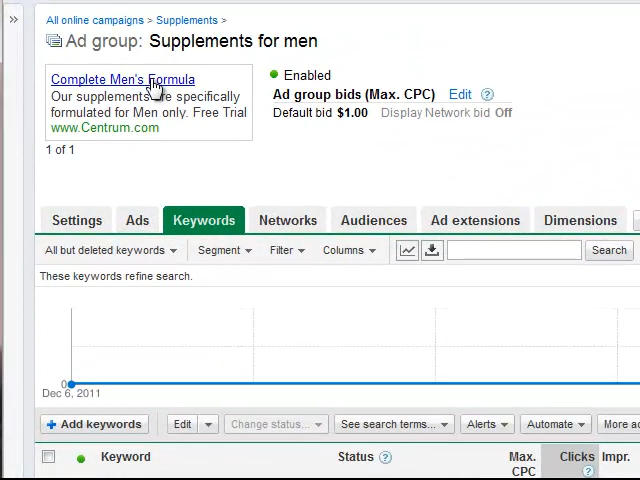 All online campaigns > Supplements >
Ad group: Supplements for men
Complete Men's Formula
Our supplements are specifically
formulated for Men only. Free Trial
www.Centrum.com
1 of 1
Enabled
Ad group bids (Max. CPC) Edit ?
Default bid $1.00 Display Network bid Off
Settings Ads Keywords Networks Audiences Ad extensions Dimensions
All but deleted keywords Segment Filter Columns Search
These keywords refine search.
0
Dec 6, 2011
+ Add keywords Edit Change status... See search terms... Alerts Automate More ac
Keyword Status ? Max. CPC Clicks ? Impr.